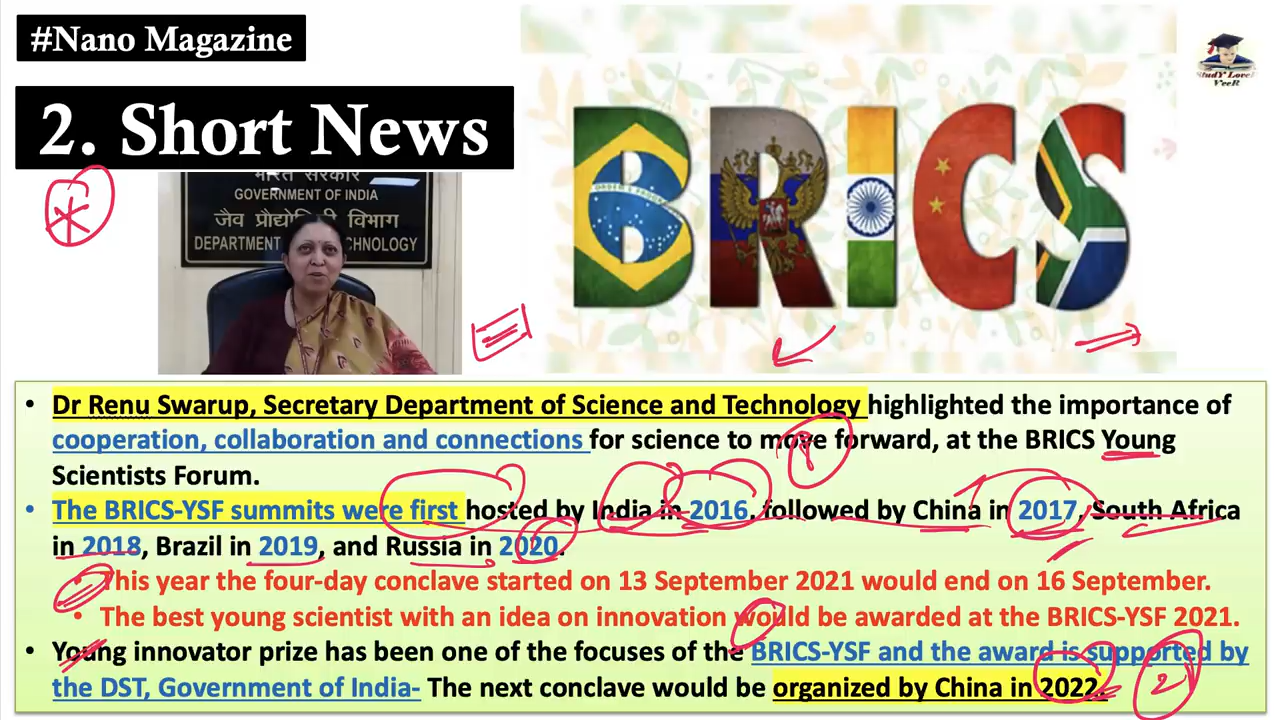 #Nano Magazine
2. Short News
StudY LoveR
VeeR
BRICS
भारत सरकार
GOVERNMENT OF INDIA
जैव प्रौद्योगिकी विभाग
DEPARTMENT
• Dr Renu Swarup, Secretary Department of Science and Technology highlighted the importance of
cooperation, collaboration and connections for science to move forward, at the BRICS Young
Scientists Forum.
• The BRICS-YSF summits were first hosted by India in 2016, followed by China in 2017, South Africa
in 2018, Brazil in 2019, and Russia in 2020.
• This year the four-day conclave started on 13 September 2021 would end on 16 September.
• The best young scientist with an idea on innovation would be awarded at the BRICS-YSF 2021.
• Young innovator prize has been one of the focuses of the BRICS-YSF and the award is supported by
the DST, Government of India- The next conclave would be organized by China in 2022.